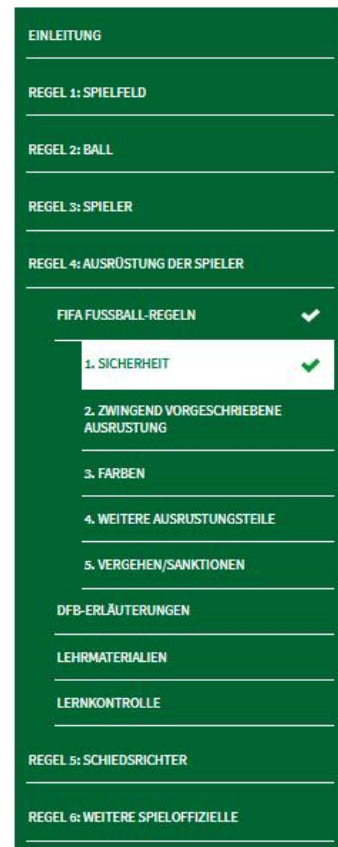 EINLEITUNG
REGEL 1: SPIELFELD
REGEL 2: BALL
REGEL 3: SPIELER
REGEL 4: AUSRÜSTUNG DER SPIELER
FIFA FUSSBALL-REGELN
1. SICHERHEIT
2. ZWINGEND VORGESCHRIEBENE
AUSRÜSTUNG
3. FARBEN
4. WEITERE AUSRÜSTUNGSTEILE
5. VERGEHEN/SANKTIONEN
DFB-ERLÄUTERUNGEN
LEHRMATERIALIEN
LERNKONTROLLE
REGEL 5: SCHIEDSRICHTER
REGEL 6: WEITERE SPIELOFFIZIELLE